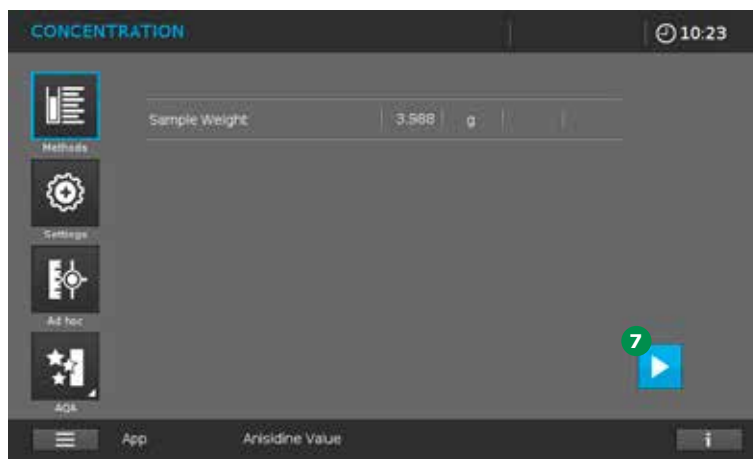 CONCENTRATION 10:23
Sample Weight 3.988 g
Methods
Settings
Ad hoc
7
AQA
App Anisidine Value i